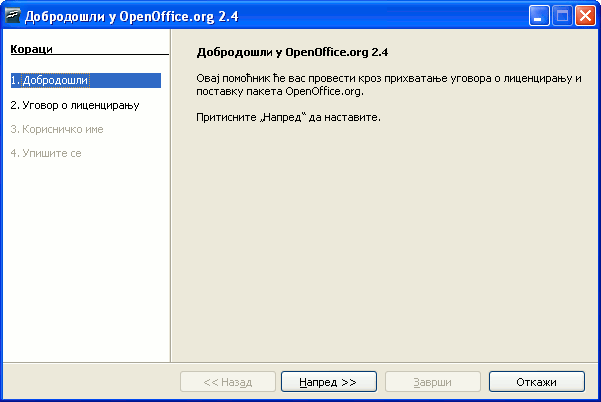 Добродошли у OpenOffice.org 2.4
Кораци
1. Добродошли
2. Уговор о лиценцирању
3. Корисничко име
4. Упишите се
Добродошли у OpenOffice.org 2.4
Овај помоћник ће вас провести кроз прихватање уговора о лиценцирању и
поставку пакета OpenOffice.org.
Притисните „Напред“ да наставите.
<< Назад
Напред >>
Заврши
Откажи